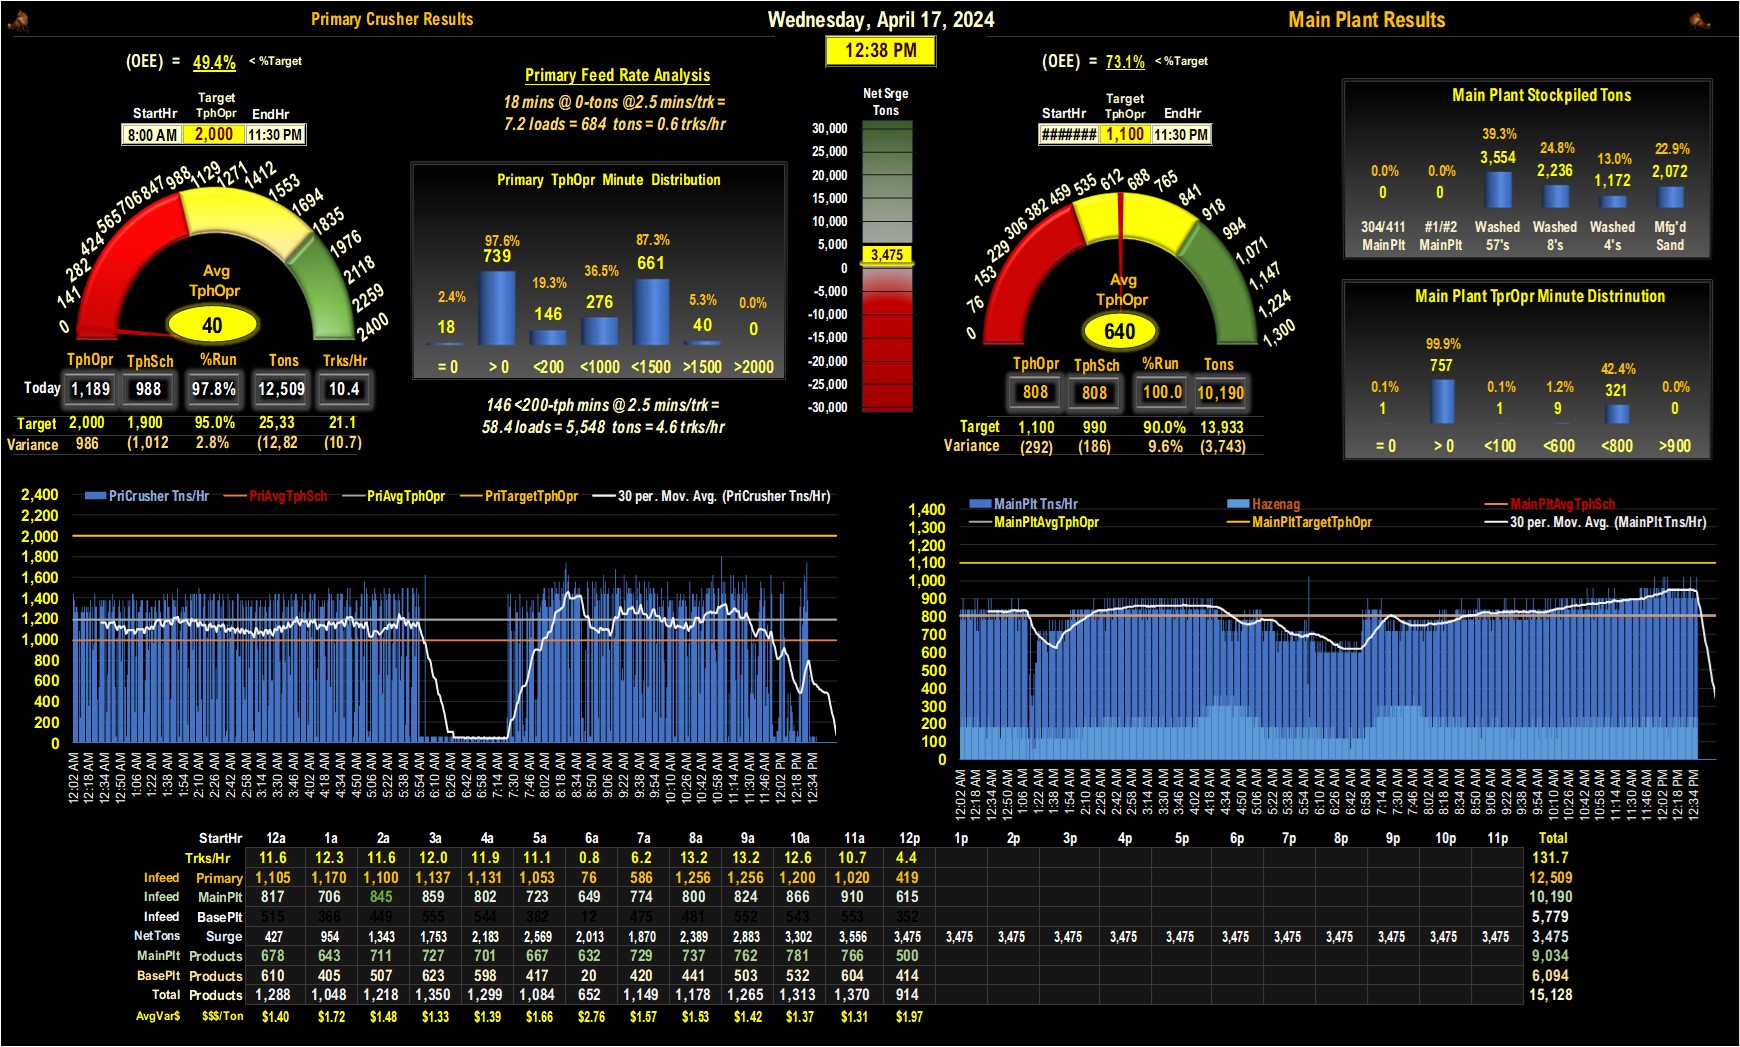 Primary Crusher Results
Wednesday, April 17, 2024
Main Plant Results
12:38 PM
(OEE) = 49.4% < %Target
Target
StartHr TphOpr EndHr
8:00 AM 2,000 11:30 PM
0 141 282 424 565 706 847 988 1129 1271 1412 1553 1694 1835 1976 2118 2259 2400
Avg
TphOpr
40
TphOpr TphSch %Run Tons Trks/Hr
Today 1,189 988 97.8% 12,509 10.4
Target 2,000 1,900 95.0% 25,33 21.1
Variance 986 (1,012 2.8% (12,82 (10.7)
Primary Feed Rate Analysis
18 mins @ 0-tons @2.5 mins/trk =
7.2 loads = 684 tons = 0.6 trks/hr
Primary TphOpr Minute Distribution
2.4% 97.6% 19.3% 36.5% 87.3% 5.3% 0.0%
18 739 146 276 661 40 0
= 0 > 0 <200 <1000 <1500 >1500 >2000
146 <200-tph mins @ 2.5 mins/trk =
58.4 loads = 5,548 tons = 4.6 trks/hr
Net Srge
Tons
30,000
25,000
20,000
15,000
10,000
5,000
3,475
0
-5,000
-10,000
-15,000
-20,000
-25,000
-30,000
(OEE) = 73.1% < %Target
Target
StartHr TphOpr EndHr
####### 1,100 11:30 PM
0 76 153 229 306 382 459 535 612 688 765 841 918 994 1,071 1,147 1,224 1,300
Avg
TphOpr
640
TphOpr TphSch %Run Tons
808 808 100.0 10,190
Target 1,100 990 90.0% 13,933
Variance (292) (186) 9.6% (3,743)
Main Plant Stockpiled Tons
0.0% 0.0% 39.3% 24.8% 13.0% 22.9%
0 0 3,554 2,236 1,172 2,072
304/411 #1/#2 Washed Washed Washed Mfg'd
MainPlt MainPlt 57's 8's 4's Sand
Main Plant TprOpr Minute Distrinution
0.1% 99.9% 0.1% 1.2% 42.4% 0.0%
1 757 1 9 321 0
= 0 > 0 <100 <600 <800 >900
PriCrusher Tns/Hr PriAvgTphSch PriAvgTphOpr PriTargetTphOpr 30 per. Mov. Avg. (PriCrusher Tns/Hr)
2,400
2,200
2,000
1,800
1,600
1,400
1,200
1,000
800
600
400
200
0
12:02 AM 12:18 AM 12:34 AM 12:50 AM 1:06 AM 1:22 AM 1:38 AM 1:54 AM 2:10 AM 2:26 AM 2:42 AM 2:58 AM 3:14 AM 3:30 AM 3:46 AM 4:02 AM 4:18 AM 4:34 AM 4:50 AM 5:06 AM 5:22 AM 5:38 AM 5:54 AM 6:10 AM 6:26 AM 6:42 AM 6:58 AM 7:14 AM 7:30 AM 7:46 AM 8:02 AM 8:18 AM 8:34 AM 8:50 AM 9:06 AM 9:22 AM 9:38 AM 9:54 AM 10:10 AM 10:26 AM 10:42 AM 10:58 AM 11:14 AM 11:30 AM 11:46 AM 12:02 PM 12:18 PM 12:34 PM
MainPlt Tns/Hr Hazenag MainPltAvgTphSch
MainPltAvgTphOpr MainPltTargetTphOpr 30 per. Mov. Avg. (MainPlt Tns/Hr)
1,400
1,300
1,200
1,100
1,000
900
800
700
600
500
400
300
200
100
0
12:02 AM 12:18 AM 12:34 AM 12:50 AM 1:06 AM 1:22 AM 1:38 AM 1:54 AM 2:10 AM 2:26 AM 2:42 AM 2:58 AM 3:14 AM 3:30 AM 3:46 AM 4:02 AM 4:18 AM 4:34 AM 4:50 AM 5:06 AM 5:22 AM 5:38 AM 5:54 AM 6:10 AM 6:26 AM 6:42 AM 6:58 AM 7:14 AM 7:30 AM 7:46 AM 8:02 AM 8:18 AM 8:34 AM 8:50 AM 9:06 AM 9:22 AM 9:38 AM 9:54 AM 10:10 AM 10:26 AM 10:42 AM 10:58 AM 11:14 AM 11:30 AM 11:46 AM 12:02 PM 12:18 PM 12:34 PM
StartHr 12a 1a 2a 3a 4a 5a 6a 7a 8a 9a 10a 11a 12p 1p 2p 3p 4p 5p 6p 7p 8p 9p 10p 11p Total
Trks/Hr 11.6 12.3 11.6 12.0 11.9 11.1 0.8 6.2 13.2 13.2 12.6 10.7 4.4 131.7
Infeed Primary 1,105 1,170 1,100 1,137 1,131 1,053 76 586 1,256 1,256 1,200 1,020 419 12,509
Infeed MainPlt 817 706 845 859 802 723 649 774 800 824 866 910 615 10,190
Infeed BasePlt 515 366 449 555 544 382 12 475 481 552 543 553 352 5,779
NetTons Surge 427 954 1,343 1,753 2,183 2,569 2,013 1,870 2,389 2,883 3,302 3,556 3,475 3,475 3,475 3,475 3,475 3,475 3,475 3,475 3,475 3,475 3,475 3,475 3,475
MainPlt Products 678 643 711 727 701 667 632 729 737 762 781 766 500 9,034
BasePlt Products 610 405 507 623 598 417 20 420 441 503 532 604 414 6,094
Total Products 1,288 1,048 1,218 1,350 1,299 1,084 652 1,149 1,178 1,265 1,313 1,370 914 15,128
AvgVar$ $$$/Ton $1.40 $1.72 $1.48 $1.33 $1.39 $1.66 $2.76 $1.57 $1.53 $1.42 $1.37 $1.31 $1.97